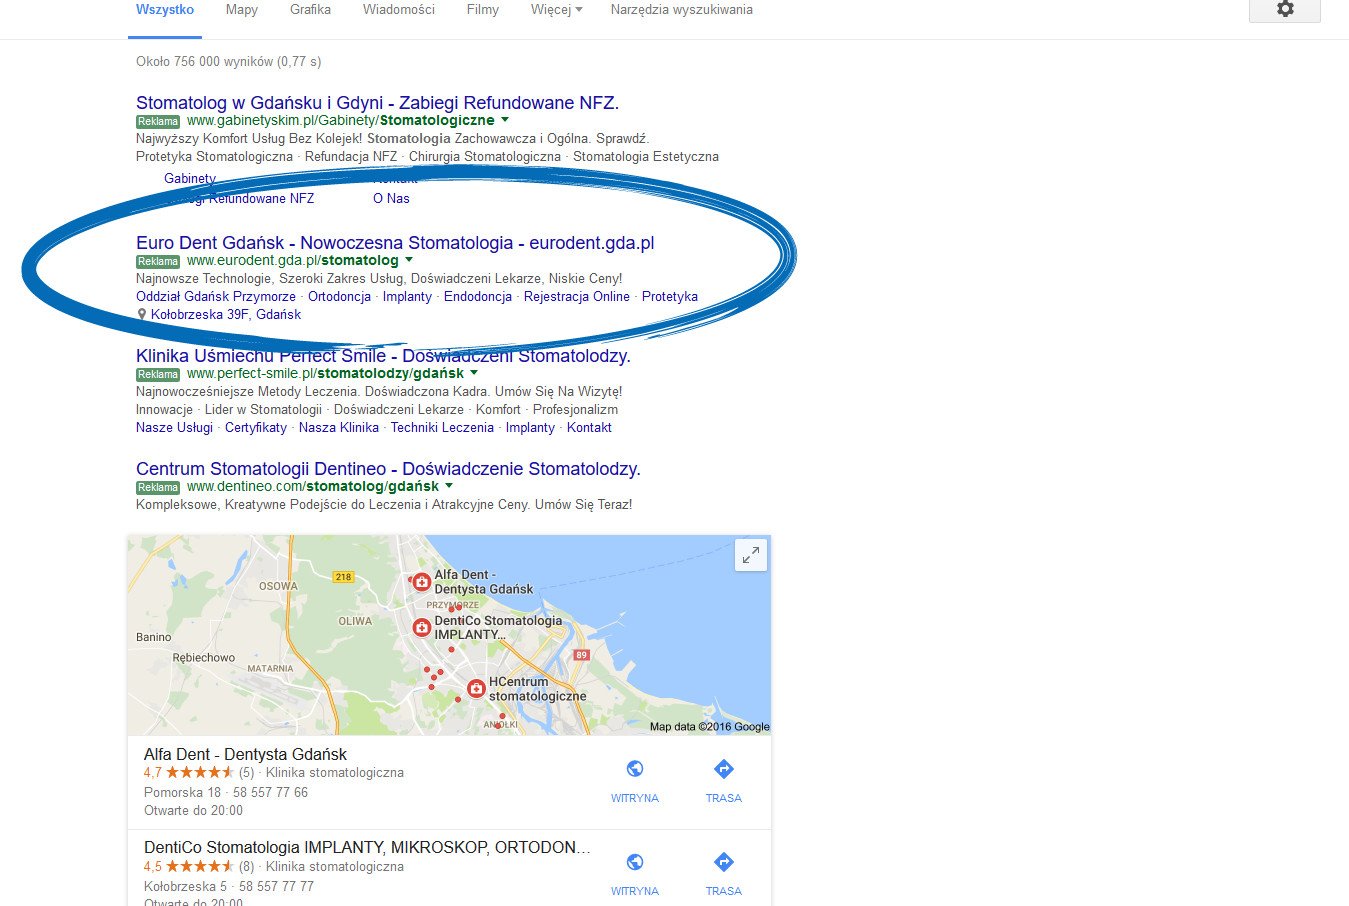 Wszystko Mapy Grafika Wiadomości Filmy Więcej Narzędzia wyszukiwania
Około 756 000 wyników (0,77 s)
Stomatolog w Gdańsku i Gdyni - Zabiegi Refundowane NFZ.
Reklama www.gabinetyskim.pl/Gabinety/Stomatologiczne
Najwyższy Komfort Usług Bez Kolejek! Stomatologia Zachowawcza i Ogólna. Sprawdź.
Protetyka Stomatologiczna · Refundacja NFZ · Chirurgia Stomatologiczna · Stomatologia Estetyczna
Gabinety Kontakt
Refundowane NFZ O Nas
Euro Dent Gdańsk - Nowoczesna Stomatologia - eurodent.gda.pl
Reklama www.eurodent.gda.pl/stomatolog
Najnowsze Technologie, Szeroki Zakres Usług, Doświadczeni Lekarze, Niskie Ceny!
Oddział Gdańsk Przymorze · Ortodoncja · Implanty · Endodoncja · Rejestracja Online · Protetyka
Kołobrzeska 39F, Gdańsk
Klinika Uśmiechu Perfect Smile - Doświadczeni Stomatolodzy.
Reklama www.perfect-smile.pl/stomatolodzy/gdańsk
Najnowocześniejsze Metody Leczenia. Doświadczona Kadra. Umów Się Na Wizytę!
Innowacje · Lider w Stomatologii · Doświadczeni Lekarze · Komfort · Profesjonalizm
Nasze Usługi · Certyfikaty · Nasza Klinika · Techniki Leczenia · Implanty · Kontakt
Centrum Stomatologii Dentineo - Doświadczenie Stomatolodzy.
Reklama www.dentineo.com/stomatolog/gdańsk
Kompleksowe, Kreatywne Podejście do Leczenia i Atrakcyjne Ceny. Umów Się Teraz!
Alfa Dent -
Dentysta Gdańsk
218
OSOWA
PRZYMORZE
OLIWA
DentiCo Stomatologia
IMPLANTY...
Banino
Rębiechowo
MATARNIA
89
HCentrum
stomatologiczne
ANIOŁKI
Map data ©2016 Google
Alfa Dent - Dentysta Gdańsk
4,7 (5) · Klinika stomatologiczna
Pomorska 18 · 58 557 77 66
Otwarte do 20:00
WITRYNA TRASA
DentiCo Stomatologia IMPLANTY, MIKROSKOP, ORTODON...
4,5 (8) · Klinika stomatologiczna
Kołobrzeska 5 · 58 557 77 77
Otwarte do 20:00
WITRYNA TRASA